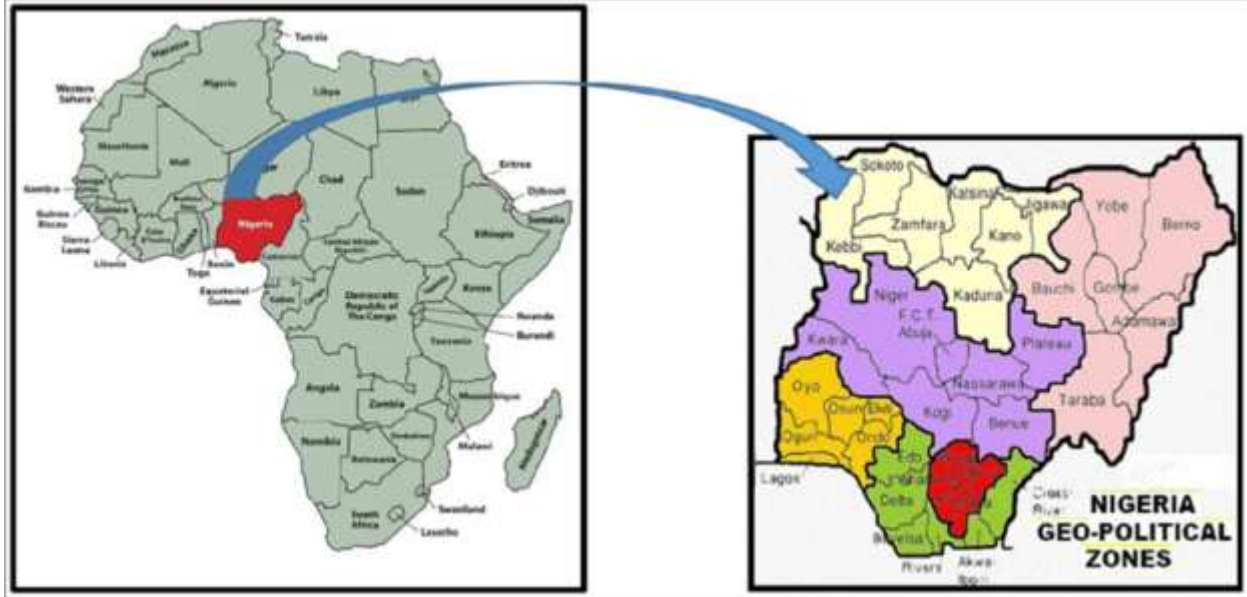 Tunisia
Morocco
Algeria
Libya
Western
Sahara
Mauritania
Mali
Chad
Sudan
Eritrea
Djibouti
Gambia
Guinea
Bissau
Guinea
Sierra
Leone
Liberia
Togo
Benin
Nigeria
Central African
Republic
Ethiopia
Somalia
Equatorial
Guinea
Gabon
Congo
Democratic
Republic of
The Congo
Kenya
Rwanda
Burundi
Tanzania
Angola
Zambia
Mozambique
Malawi
Zimbabwe
Namibia
Botswana
Madagascar
Swaziland
South
Africa
Lesotho
Sokoto
Katsina
Jigawa
Yobe
Borno
Zamfara
Kano
Kebbi
Bauchi
Gombe
Niger
Kaduna
F.C.T.
Abuja
Adamawa
Kwara
Plateau
Nassarawa
Taraba
Oyo
Osun
Ekiti
Kogi
Benue
Ogun
Ondo
Edo
Lagos
Delta
Cross
River
Bayelsa
Rivers
Akwa-
Ibom
NIGERIA
GEO-POLITICAL
ZONES